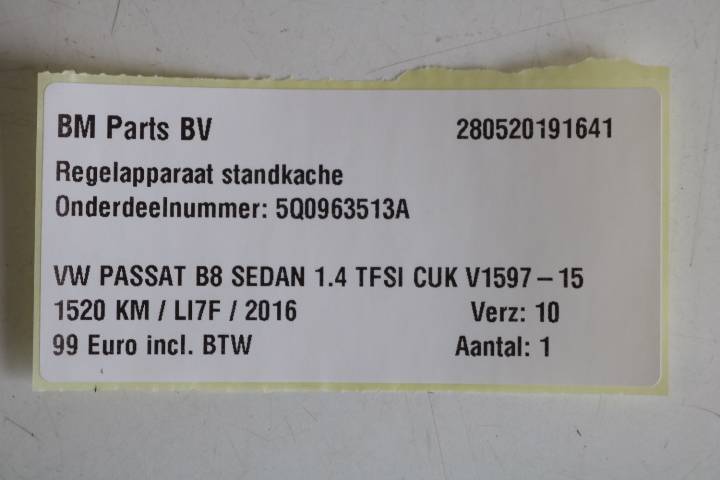 BM Parts BV 280520191641
Regelapparaat standkache
Onderdeelnummer: 5Q0963513A
VW PASSAT B8 SEDAN 1.4 TFSI CUK V1597 – 15
1520 KM / LI7F / 2016 Verz: 10
99 Euro incl. BTW Aantal: 1